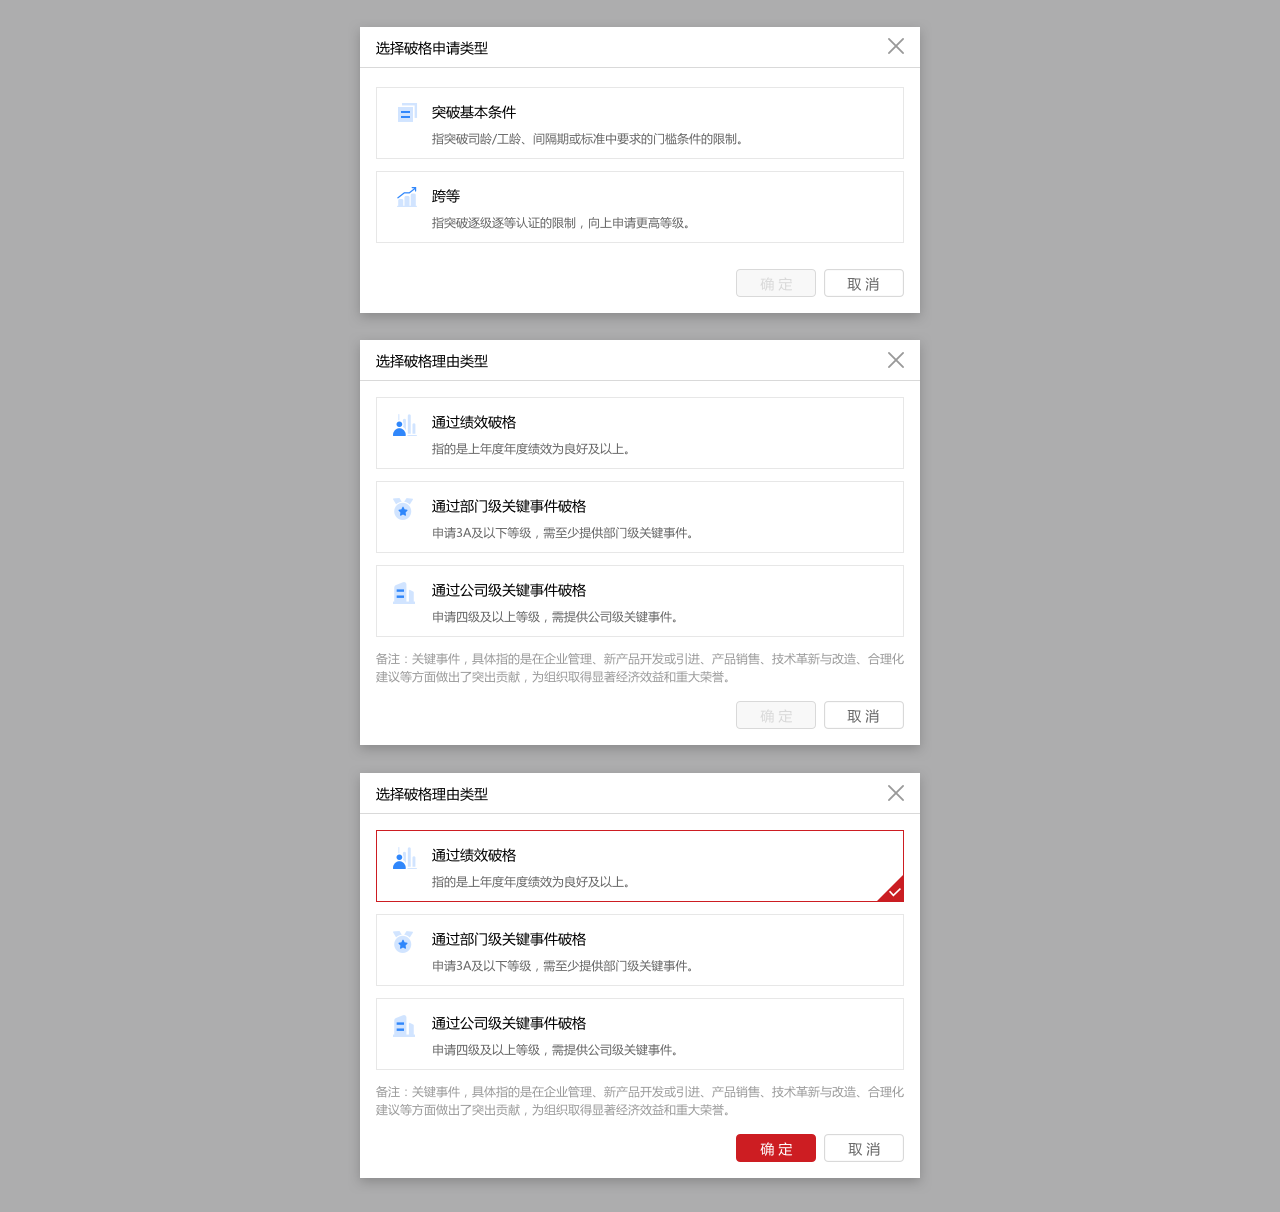 选择破格申请类型
突破基本条件
指突破司龄/工龄、间隔期或标准中要求的门槛条件的限制。
跨等
指突破逐级逐等认证的限制，向上申请更高等级。
确 定
取 消
选择破格理由类型
通过绩效破格
指的是上年度年度绩效为良好及以上。
通过部门级关键事件破格
申请3A及以下等级，需至少提供部门级关键事件。
通过公司级关键事件破格
申请四级及以上等级，需提供公司级关键事件。
备注：关键事件，具体指的是在企业管理、新产品开发或引进、产品销售、技术革新与改造、合理化
建议等方面做出了突出贡献，为组织取得显著经济效益和重大荣誉。
确 定
取 消
选择破格理由类型
通过绩效破格
指的是上年度年度绩效为良好及以上。
通过部门级关键事件破格
申请3A及以下等级，需至少提供部门级关键事件。
通过公司级关键事件破格
申请四级及以上等级，需提供公司级关键事件。
备注：关键事件，具体指的是在企业管理、新产品开发或引进、产品销售、技术革新与改造、合理化
建议等方面做出了突出贡献，为组织取得显著经济效益和重大荣誉。
确 定
取 消